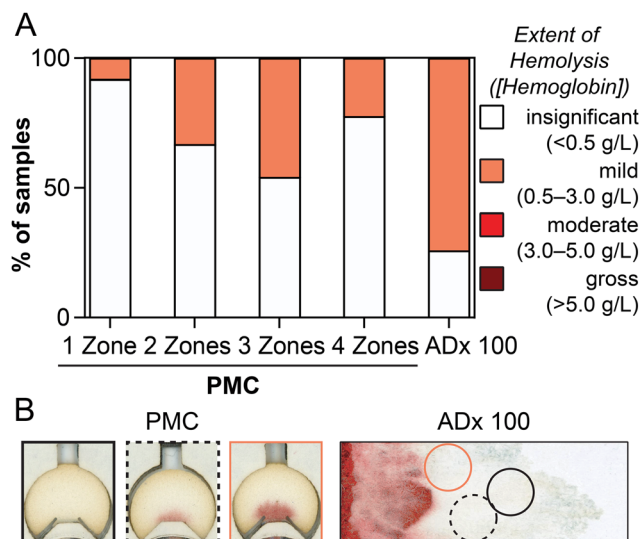 A
Extent of
Hemolysis
([Hemoglobin])
100
50
0
% of samples
insignificant
(<0.5 g/L)
mild
(0.5–3.0 g/L)
moderate
(3.0–5.0 g/L)
gross
(>5.0 g/L)
1 Zone 2 Zones 3 Zones 4 Zones ADx 100
PMC
B
PMC ADx 100